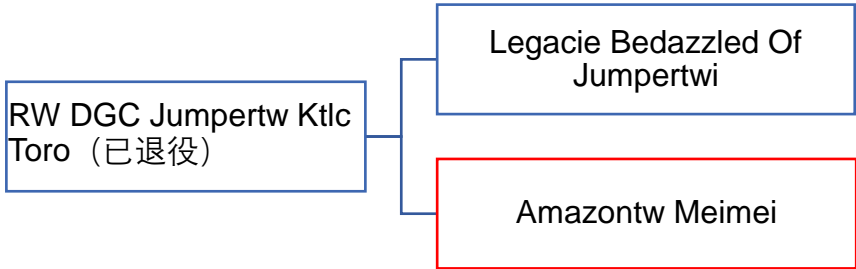 RW DGC Jumpertw Ktlc
Toro（已退役）
Legacie Bedazzled Of
Jumpertwi
Amazontw Meimei